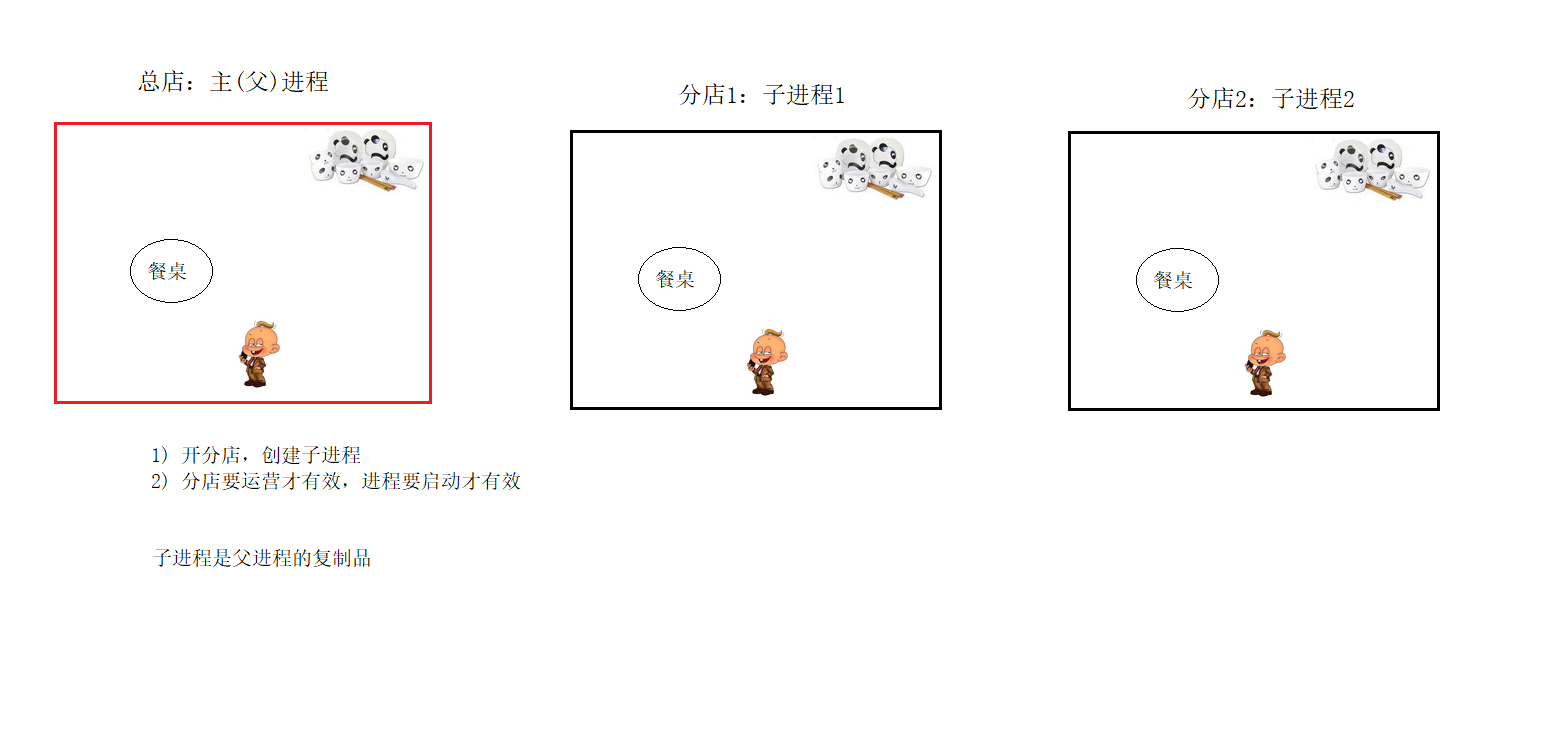 总店：主(父)进程
分店1：子进程1
分店2：子进程2
餐桌
餐桌
餐桌
1) 开分店，创建子进程
2) 分店要运营才有效，进程要启动才有效
子进程是父进程的复制品